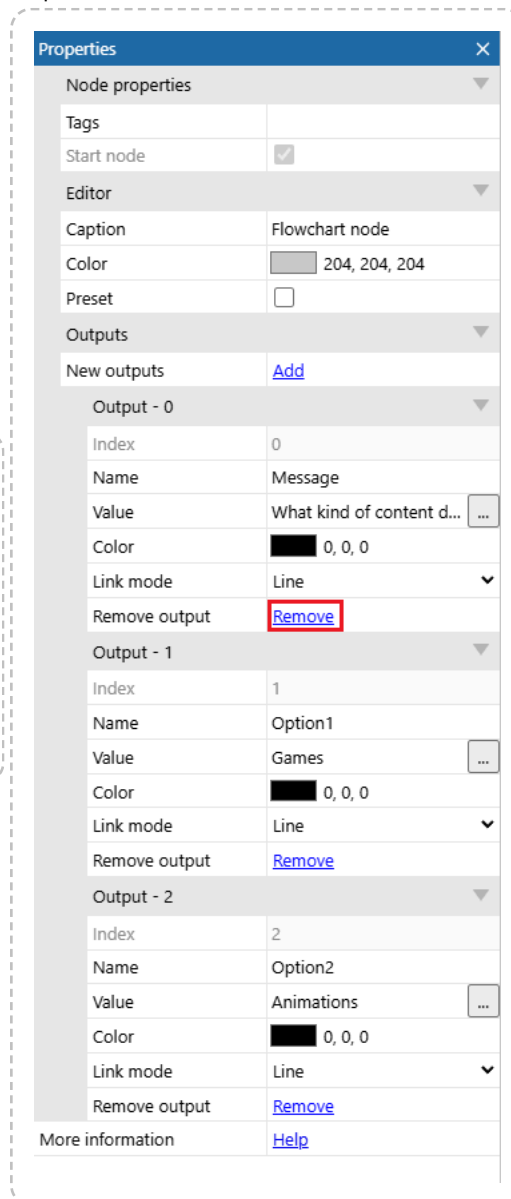 Properties
Node properties
Tags
Start node
Editor
Caption Flowchart node
Color 204, 204, 204
Preset
Outputs
New outputs Add
Output - 0
Index 0
Name Message
Value What kind of content d... ...
Color 0, 0, 0
Link mode Line
Remove output Remove
Output - 1
Index 1
Name Option1
Value Games ...
Color 0, 0, 0
Link mode Line
Remove output Remove
Output - 2
Index 2
Name Option2
Value Animations ...
Color 0, 0, 0
Link mode Line
Remove output Remove
More information Help